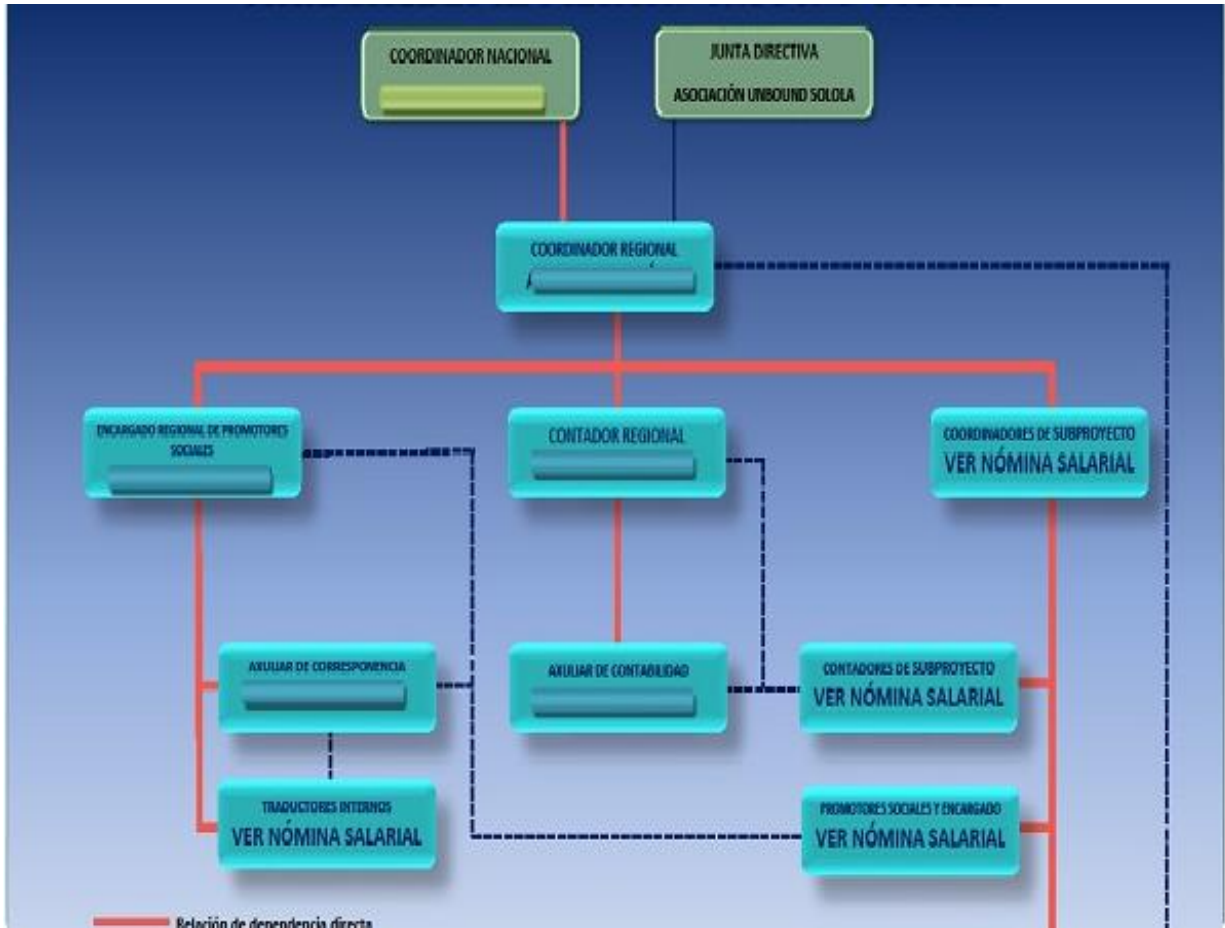 COORDINADOR NACIONAL
JUNTA DIRECTIVA
ASOCIACIÓN UNBOUND SOLOLA
COORDINADOR REGIONAL
ENCARGADO REGIONAL DE PROMOTORES
SOCIALES
CONTADOR REGIONAL
COORDINADORES DE SUBPROYECTO
VER NÓMINA SALARIAL
AXULIAR DE CORRESPONENCIA
AXULIAR DE CONTABILIDAD
CONTADORES DE SUBPROYECTO
VER NÓMINA SALARIAL
TRADUCTORES INTERNOS
VER NÓMINA SALARIAL
PROMOTORES SOCIALES Y ENCARGADO
VER NÓMINA SALARIAL
Relación de dependencia directa